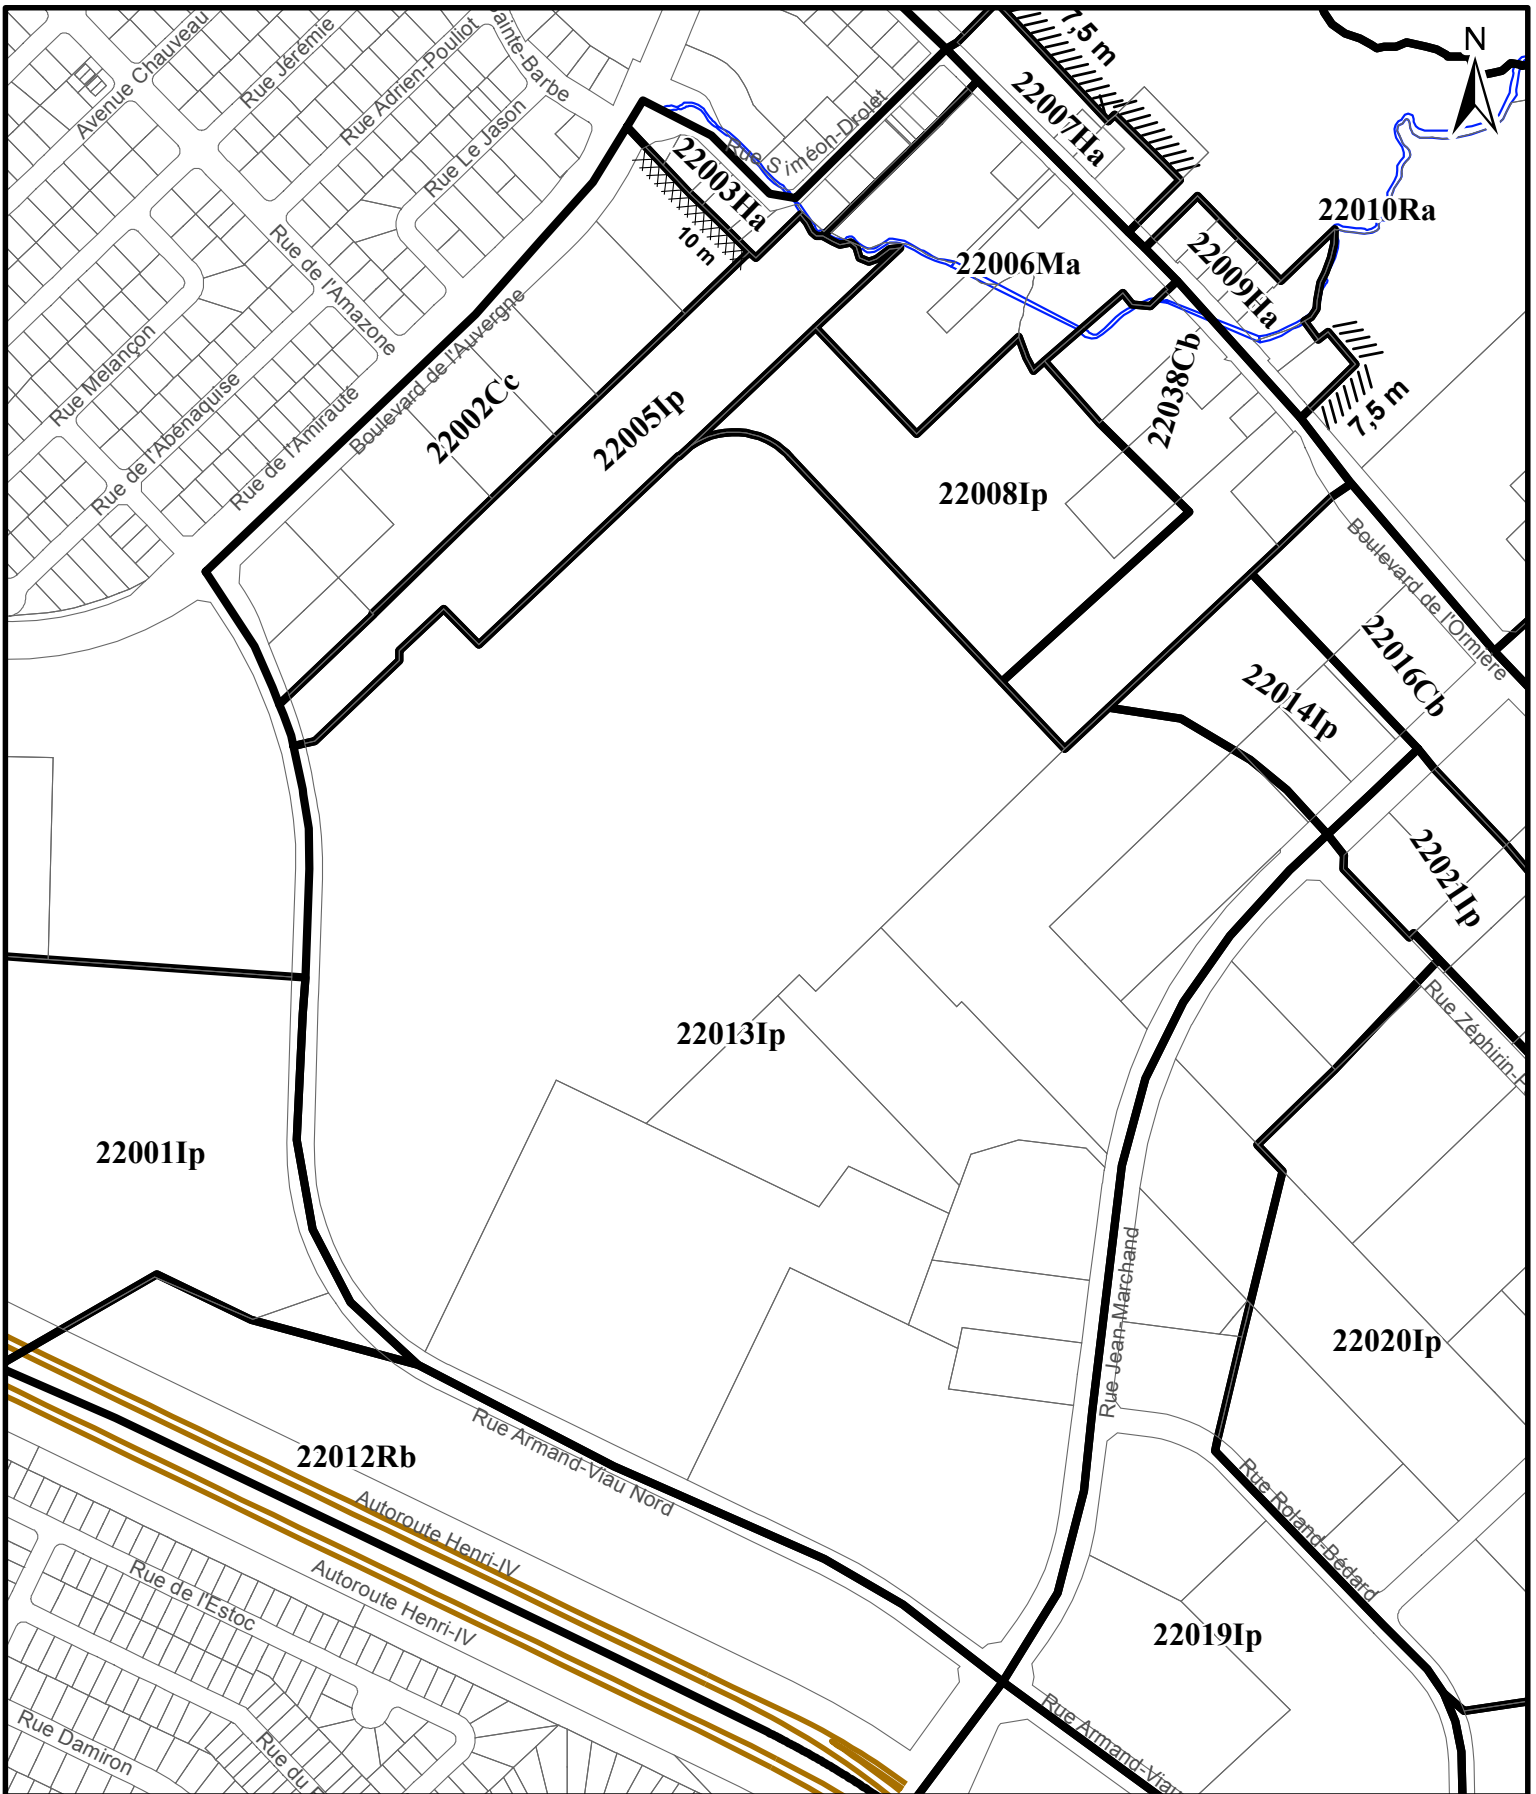 Avenue Chauveau
Rue Jérémie
Rue Adrien-Pouliot
Sainte-Barbe
Rue Le Jason
7,5 m
N
22007Ha
Rue Siméon-Drolet
22003Ha
10 m
22010Ra
22009Ha
22006Ma
Rue de l'Amazone
Rue Melançon
Rue de l'Abénaquise
Rue de l'Amirauté
Boulevard de l'Auvergne
22002Cc
22005Ip
22038Cb
7,5 m
22008Ip
Boulevard de l'Ormière
22016Cb
22014Ip
22021Ip
Rue Zéphirin-P
22013Ip
22001Ip
Rue Jean-Marchand
22020Ip
Rue Armand-Viau Nord
22012Rb
Autoroute Henri-IV
Autoroute Henri-IV
Rue Roland-Bédard
Rue de l'Estoc
22019Ip
Rue Damiron
Rue du
Rue Armand-Viau